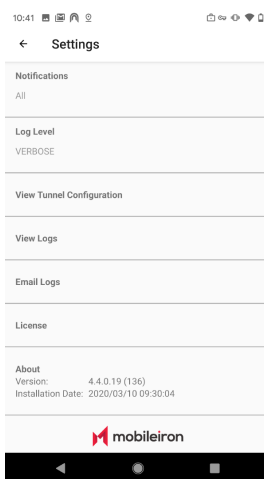 10:41
Settings
Notifications
All
Log Level
VERBOSE
View Tunnel Configuration
View Logs
Email Logs
License
About
Version: 4.4.0.19 (136)
Installation Date: 2020/03/10 09:30:04
mobileiron